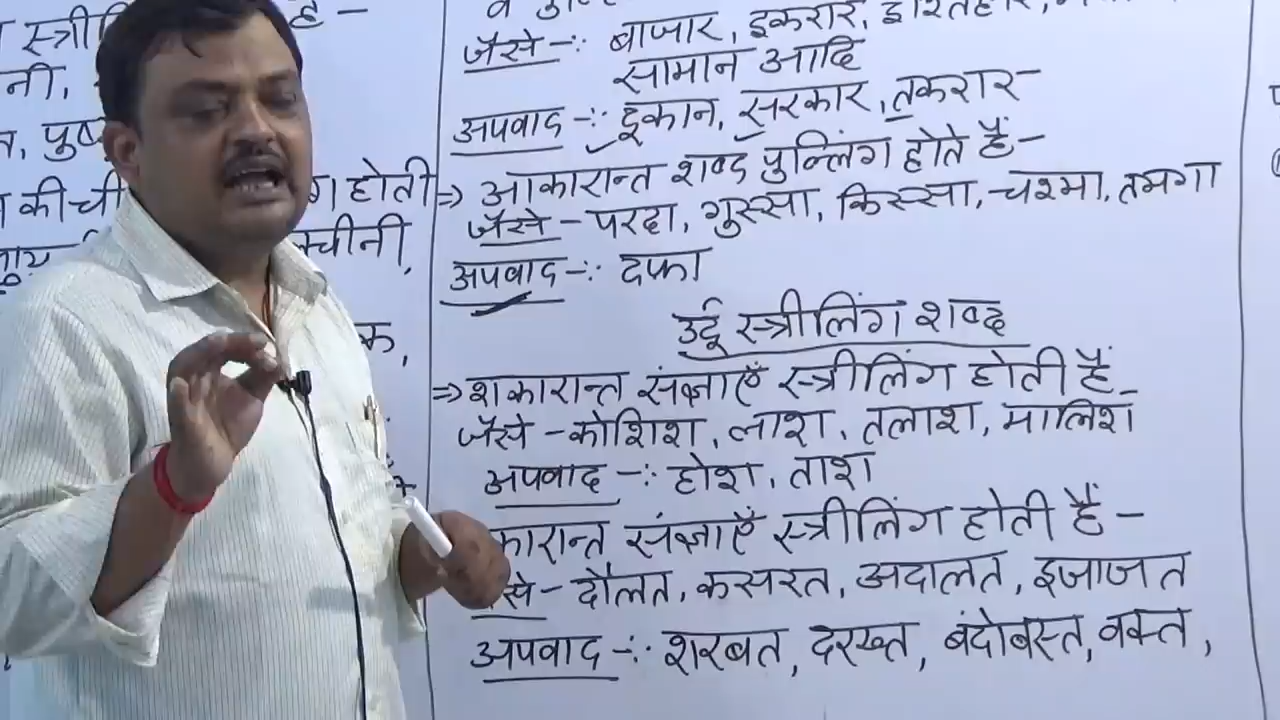 स्त्रीलिं है -
नी,
पुष्
की ची ग होती
चीनी,
क,
जैसे -: बाजार, इकरार, इश्तिहार,
सामान आदि
अपवाद -: दूकान, सरकार, तकरार -
⇒ आकारान्त शब्द पुल्लिंग होते हैं -
जैसे - परदा, गुस्सा, किस्सा, चश्मा, तमगा
अपवाद -: दफा
उर्दू स्त्रीलिंग शब्द
⇒ शकारान्त संज्ञाएँ स्त्रीलिंग होती हैं -
जैसे - कोशिश, लाश, तलाश, मालिश
अपवाद -: होश, ताश
कारान्त संज्ञाएँ स्त्रीलिंग होती हैं -
से - दौलत, कसरत, अदालत, इजाजत
अपवाद -: शरबत, दरख्त, बंदोबस्त, वक्त,